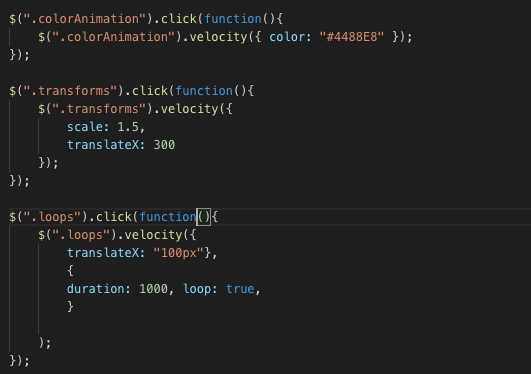 $(".colorAnimation").click(function(){
    $(".colorAnimation").velocity({ color: "#4488E8" });
});

$(".transforms").click(function(){
    $(".transforms").velocity({
        scale: 1.5,
        translateX: 300
    });
});

$(".loops").click(function(){
    $(".loops").velocity({
        translateX: "100px"},
        {
        duration: 1000, loop: true,
        }

    );
});